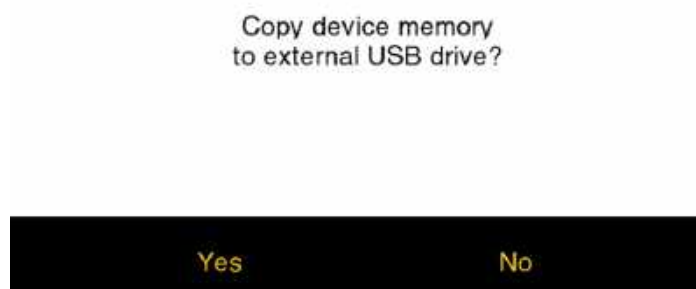 Copy device memory
to external USB drive?
Yes
No